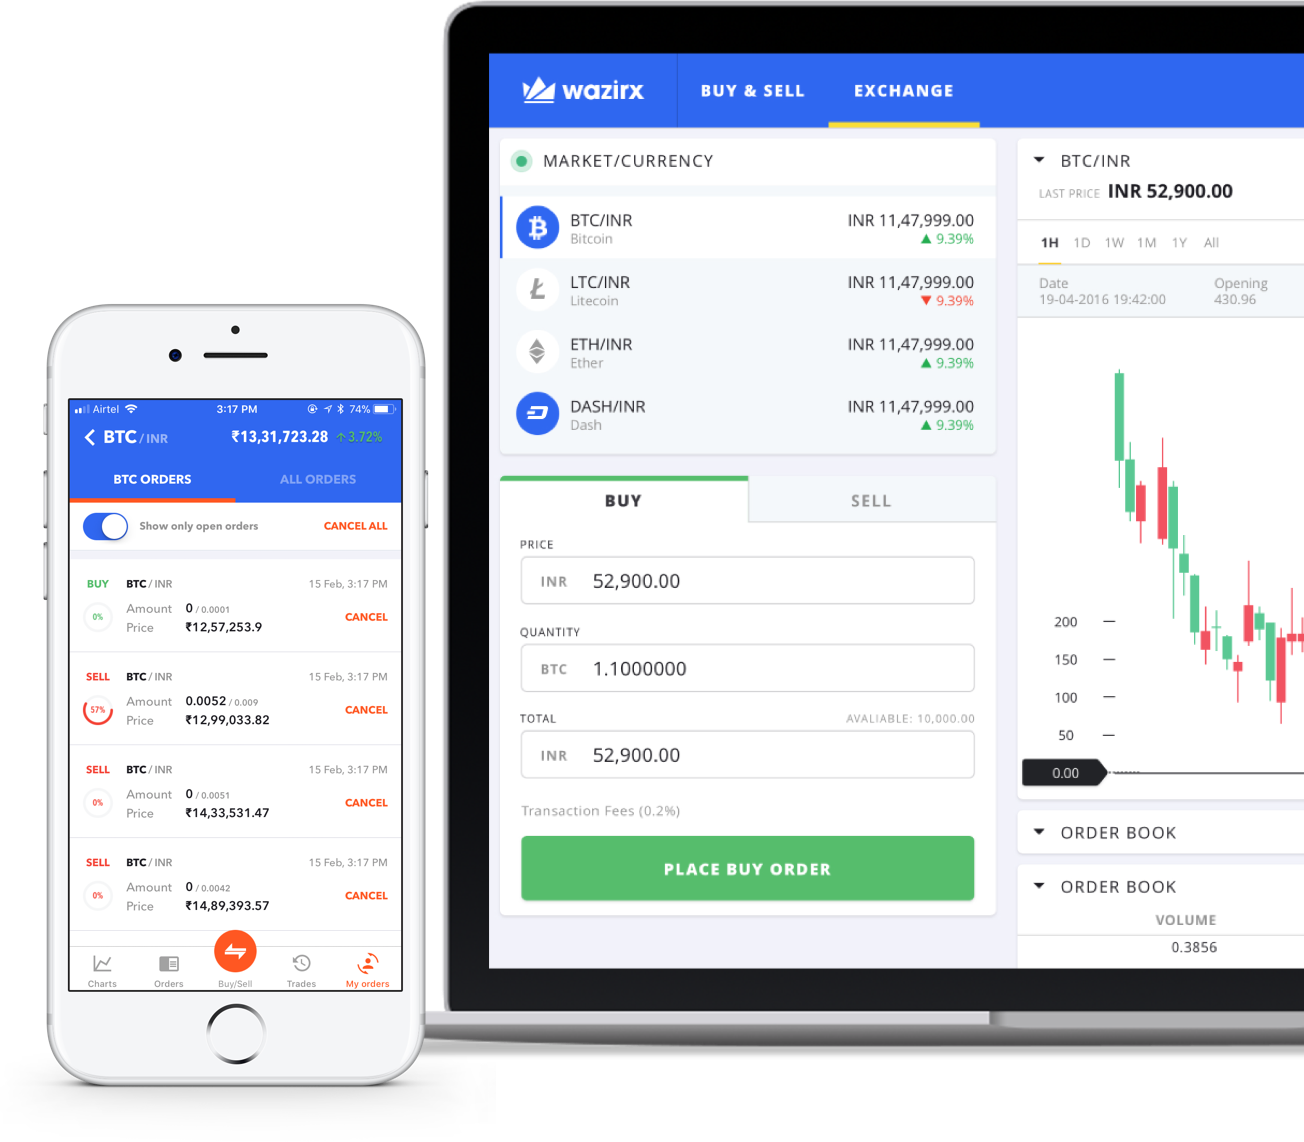 wazirx
BUY & SELL
EXCHANGE
MARKET/CURRENCY
BTC/INR
INR 11,47,999.00
Bitcoin
▲ 9.39%
LTC/INR
INR 11,47,999.00
Litecoin
▼ 9.39%
ETH/INR
INR 11,47,999.00
Ether
▲ 9.39%
DASH/INR
INR 11,47,999.00
Dash
▲ 9.39%
BUY
SELL
PRICE
INR 52,900.00
QUANTITY
BTC 1.1000000
TOTAL
AVALIABLE: 10,000.00
INR 52,900.00
Transaction Fees (0.2%)
PLACE BUY ORDER
BTC/INR
LAST PRICE INR 52,900.00
1H 1D 1W 1M 1Y All
Date
Opening
19-04-2016 19:42:00
430.96
200
150
100
50
0.00
ORDER BOOK
ORDER BOOK
VOLUME
0.3856
Airtel 3:17 PM 74%
BTC / INR ₹13,31,723.28 ↑ 3.72%
BTC ORDERS
ALL ORDERS
Show only open orders
CANCEL ALL
BUY BTC / INR 15 Feb, 3:17 PM
0% Amount 0 / 0.0001 CANCEL
Price ₹12,57,253.9
SELL BTC / INR 15 Feb, 3:17 PM
57% Amount 0.0052 / 0.009 CANCEL
Price ₹12,99,033.82
SELL BTC / INR 15 Feb, 3:17 PM
0% Amount 0 / 0.0051 CANCEL
Price ₹14,33,531.47
SELL BTC / INR 15 Feb, 3:17 PM
0% Amount 0 / 0.0042 CANCEL
Price ₹14,89,393.57
Charts Orders Buy/Sell Trades My orders